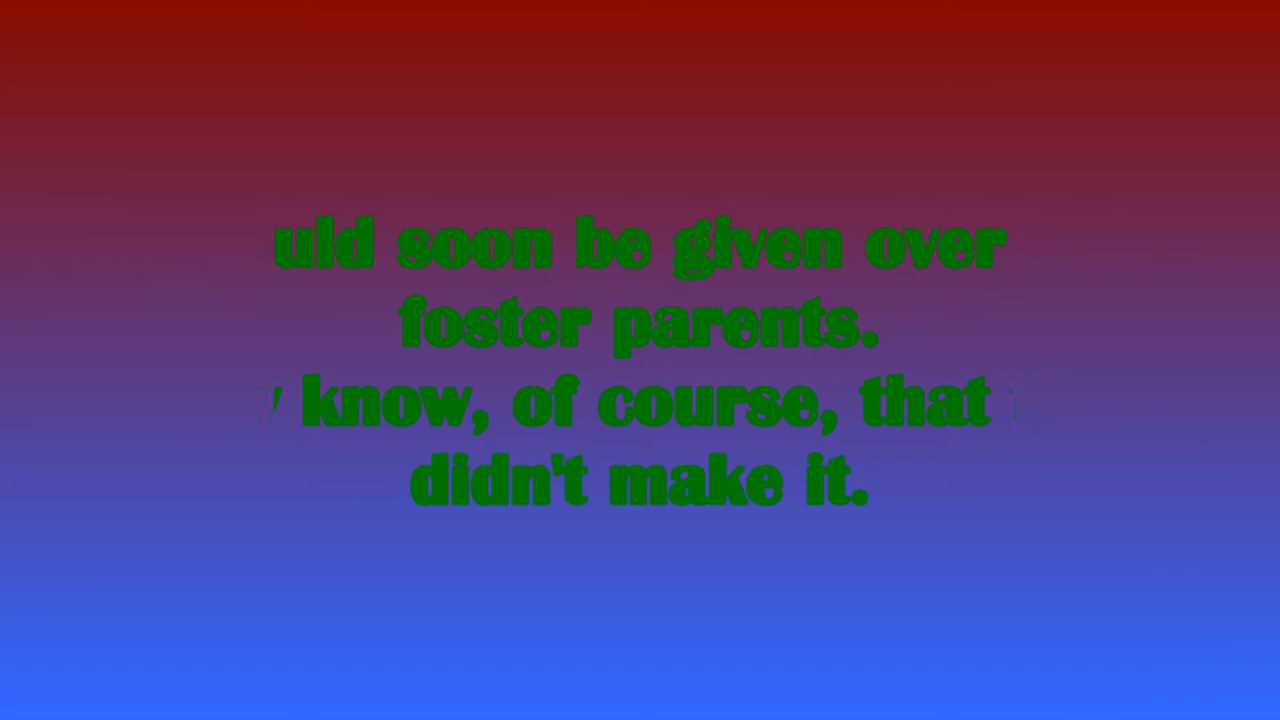 uld soon be given over
foster parents.
know, of course, that
didn't make it.